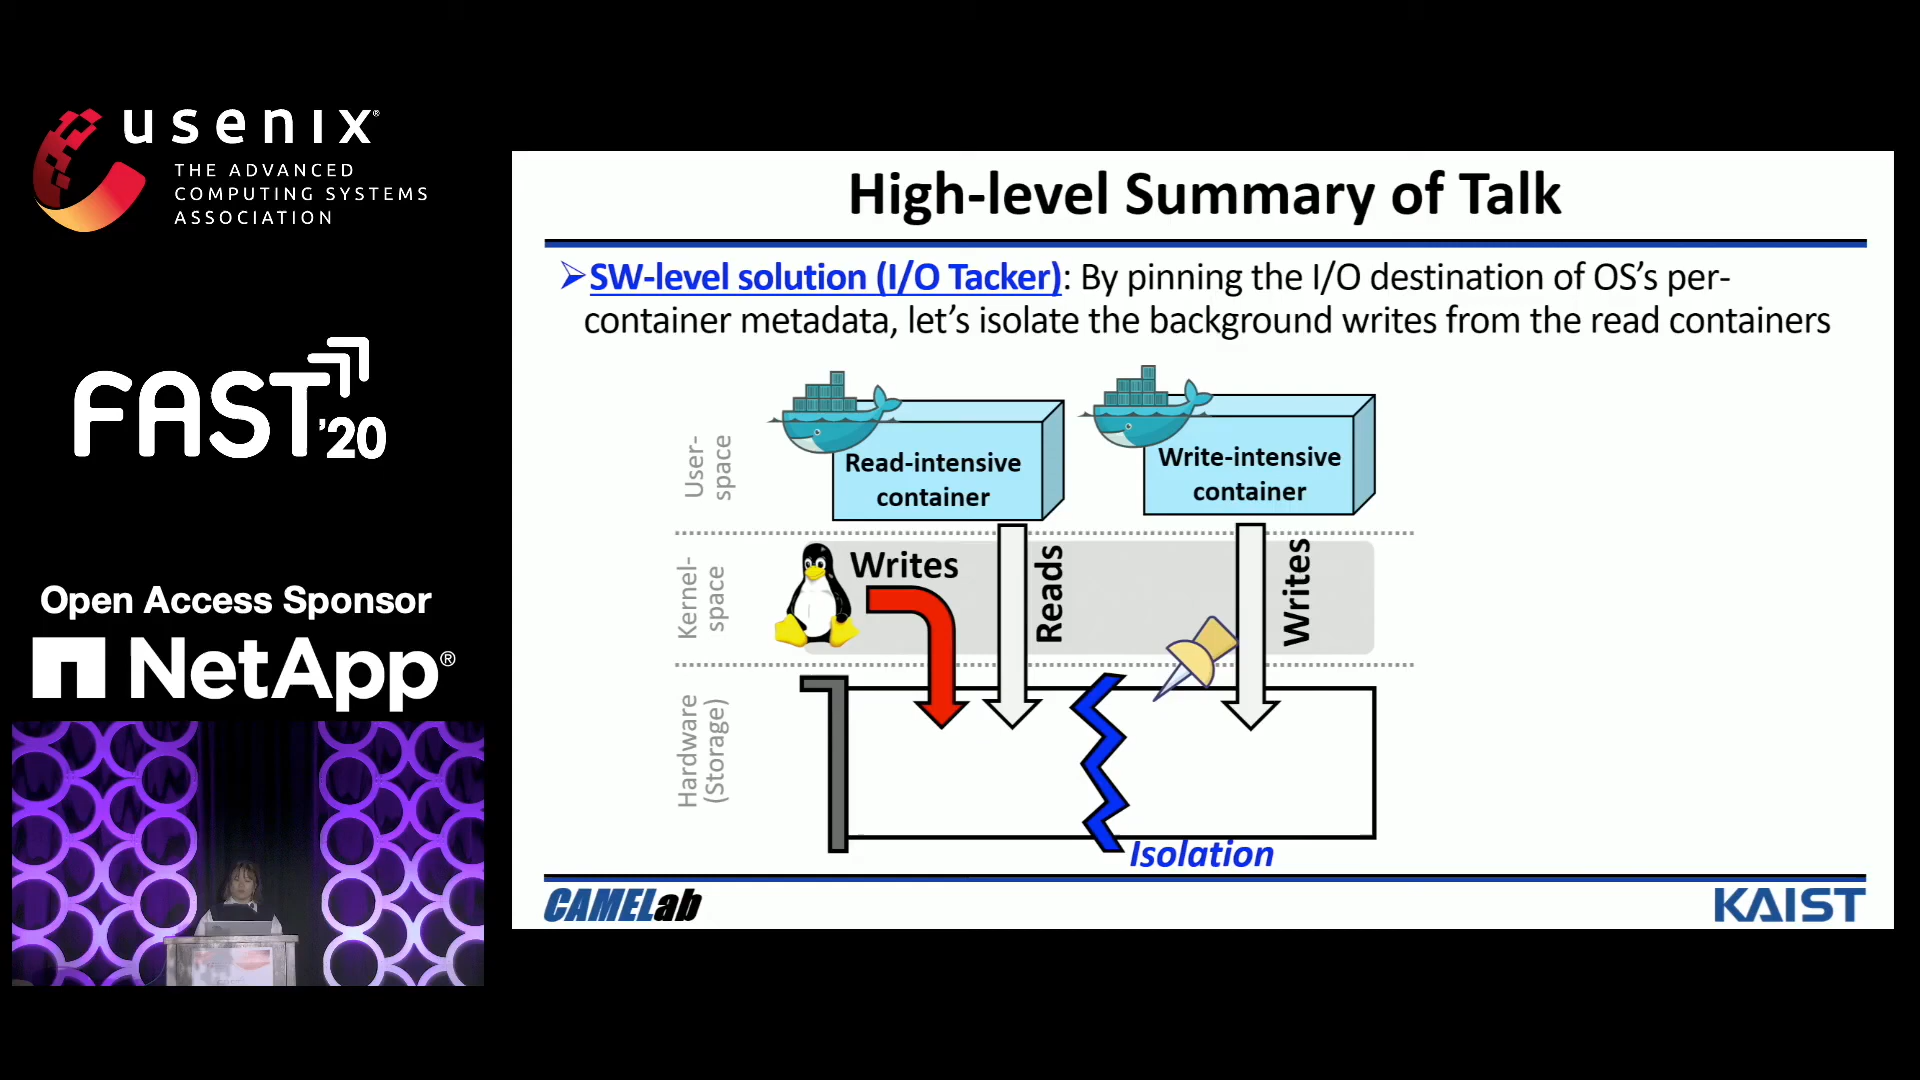 usenix®
THE ADVANCED
COMPUTING SYSTEMS
ASSOCIATION
FAST '20
Open Access Sponsor
NetApp®
High-level Summary of Talk
SW-level solution (I/O Tacker): By pinning the I/O destination of OS's per-
container metadata, let's isolate the background writes from the read containers
User-
space
Read-intensive
container
Write-intensive
container
Kernel-
space
Writes
Reads
Writes
Hardware
(Storage)
Isolation
CAMELab
KAIST